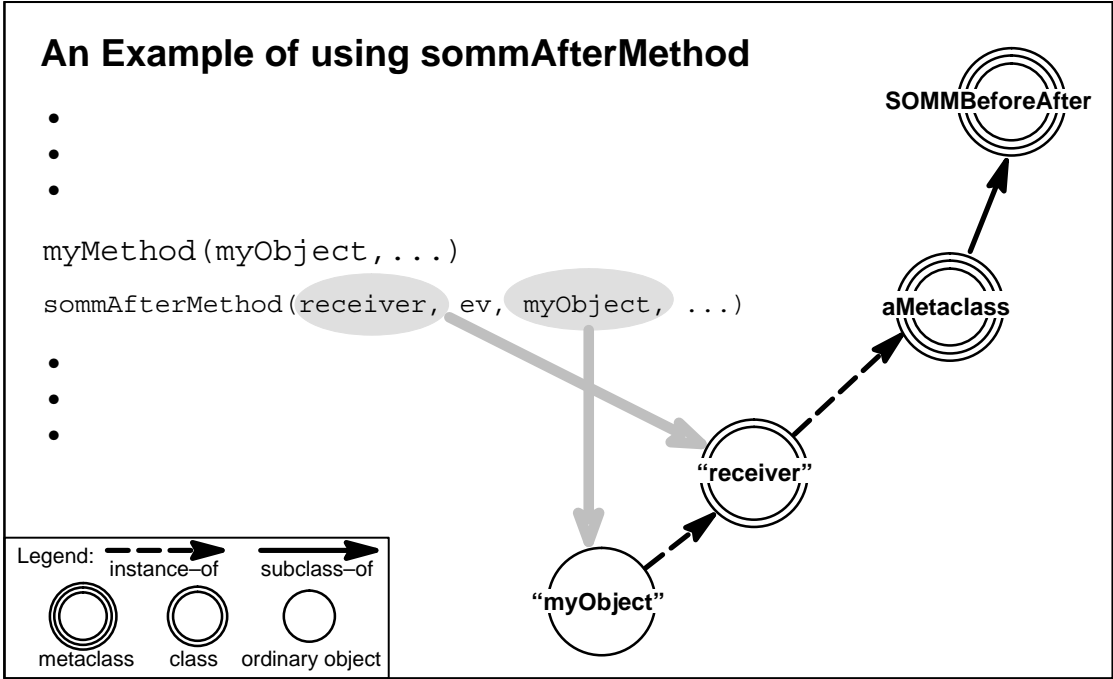 An Example of using sommAfterMethod
•
•
•
myMethod(myObject,...)
sommAfterMethod(receiver, ev, myObject, ...)
•
•
•
SOMMBeforeAfter
aMetaclass
“receiver”
“myObject”
Legend:
instance–of
subclass–of
metaclass
class
ordinary object